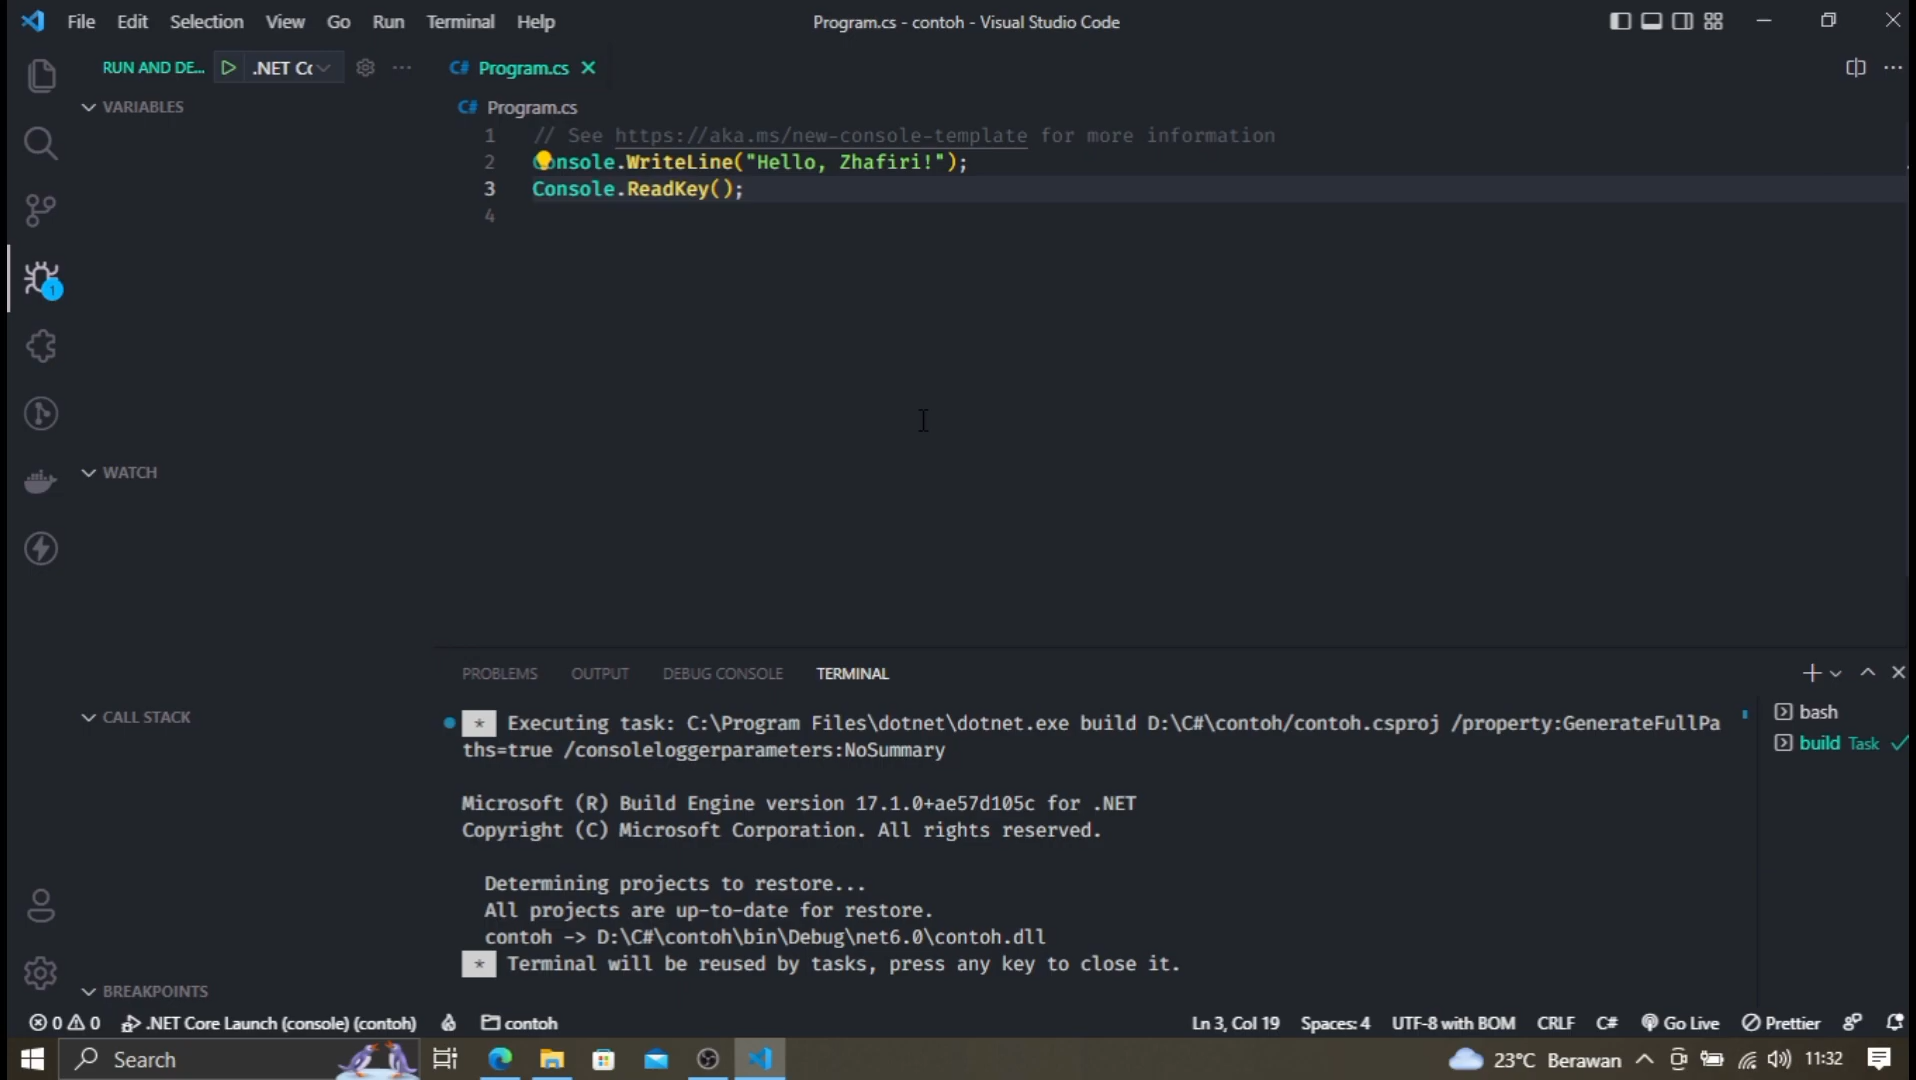 File Edit Selection View Go Run Terminal Help
Program.cs - contoh - Visual Studio Code
RUN AND DE... .NET Cc
Program.cs
VARIABLES
C# Program.cs
1 // See https://aka.ms/new-console-template for more information
2 Console.WriteLine("Hello, Zhafiri!");
3 Console.ReadKey();
4
1
WATCH
CALL STACK
BREAKPOINTS
PROBLEMS OUTPUT DEBUG CONSOLE TERMINAL
* Executing task: C:\Program Files\dotnet\dotnet.exe build D:\C#\contoh/contoh.csproj /property:GenerateFullPa
ths=true /consoleloggerparameters:NoSummary
Microsoft (R) Build Engine version 17.1.0+ae57d105c for .NET
Copyright (C) Microsoft Corporation. All rights reserved.
Determining projects to restore...
All projects are up-to-date for restore.
contoh -> D:\C#\contoh\bin\Debug\net6.0\contoh.dll
* Terminal will be reused by tasks, press any key to close it.
bash
build Task
0 0 .NET Core Launch (console) (contoh) contoh
Ln 3, Col 19 Spaces: 4 UTF-8 with BOM CRLF C# Go Live Prettier
Search
23°C Berawan 11:32